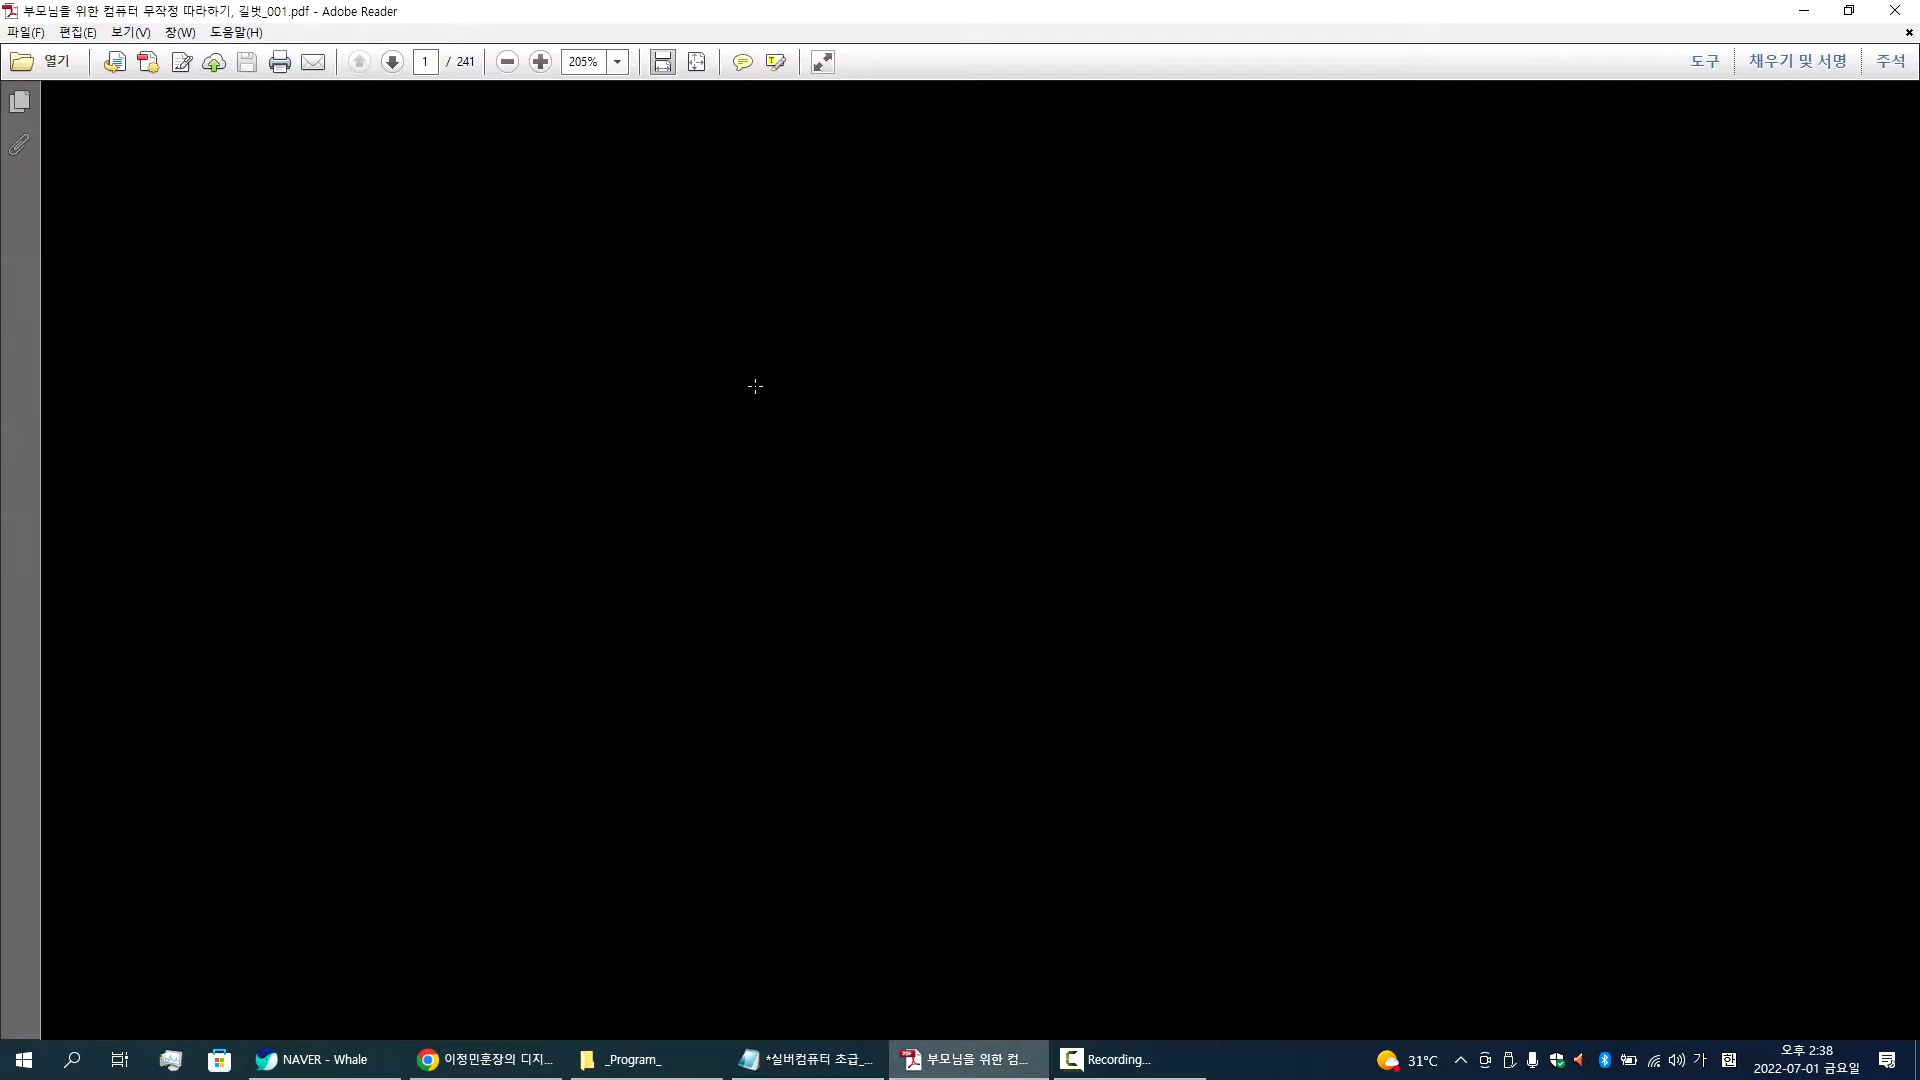 부모님을 위한 컴퓨터 무작정 따라하기, 길벗_001.pdf - Adobe Reader
파일(F) 편집(E) 보기(V) 창(W) 도움말(H)
열기 1 / 241 205% 도구 채우기 및 서명 주석
NAVER - Whale 이정민훈장의 디지... _Program_ *실버컴퓨터 초급_... 부모님을 위한 컴... Recording... 31°C 가 한 오후 2:38
2022-07-01 금요일